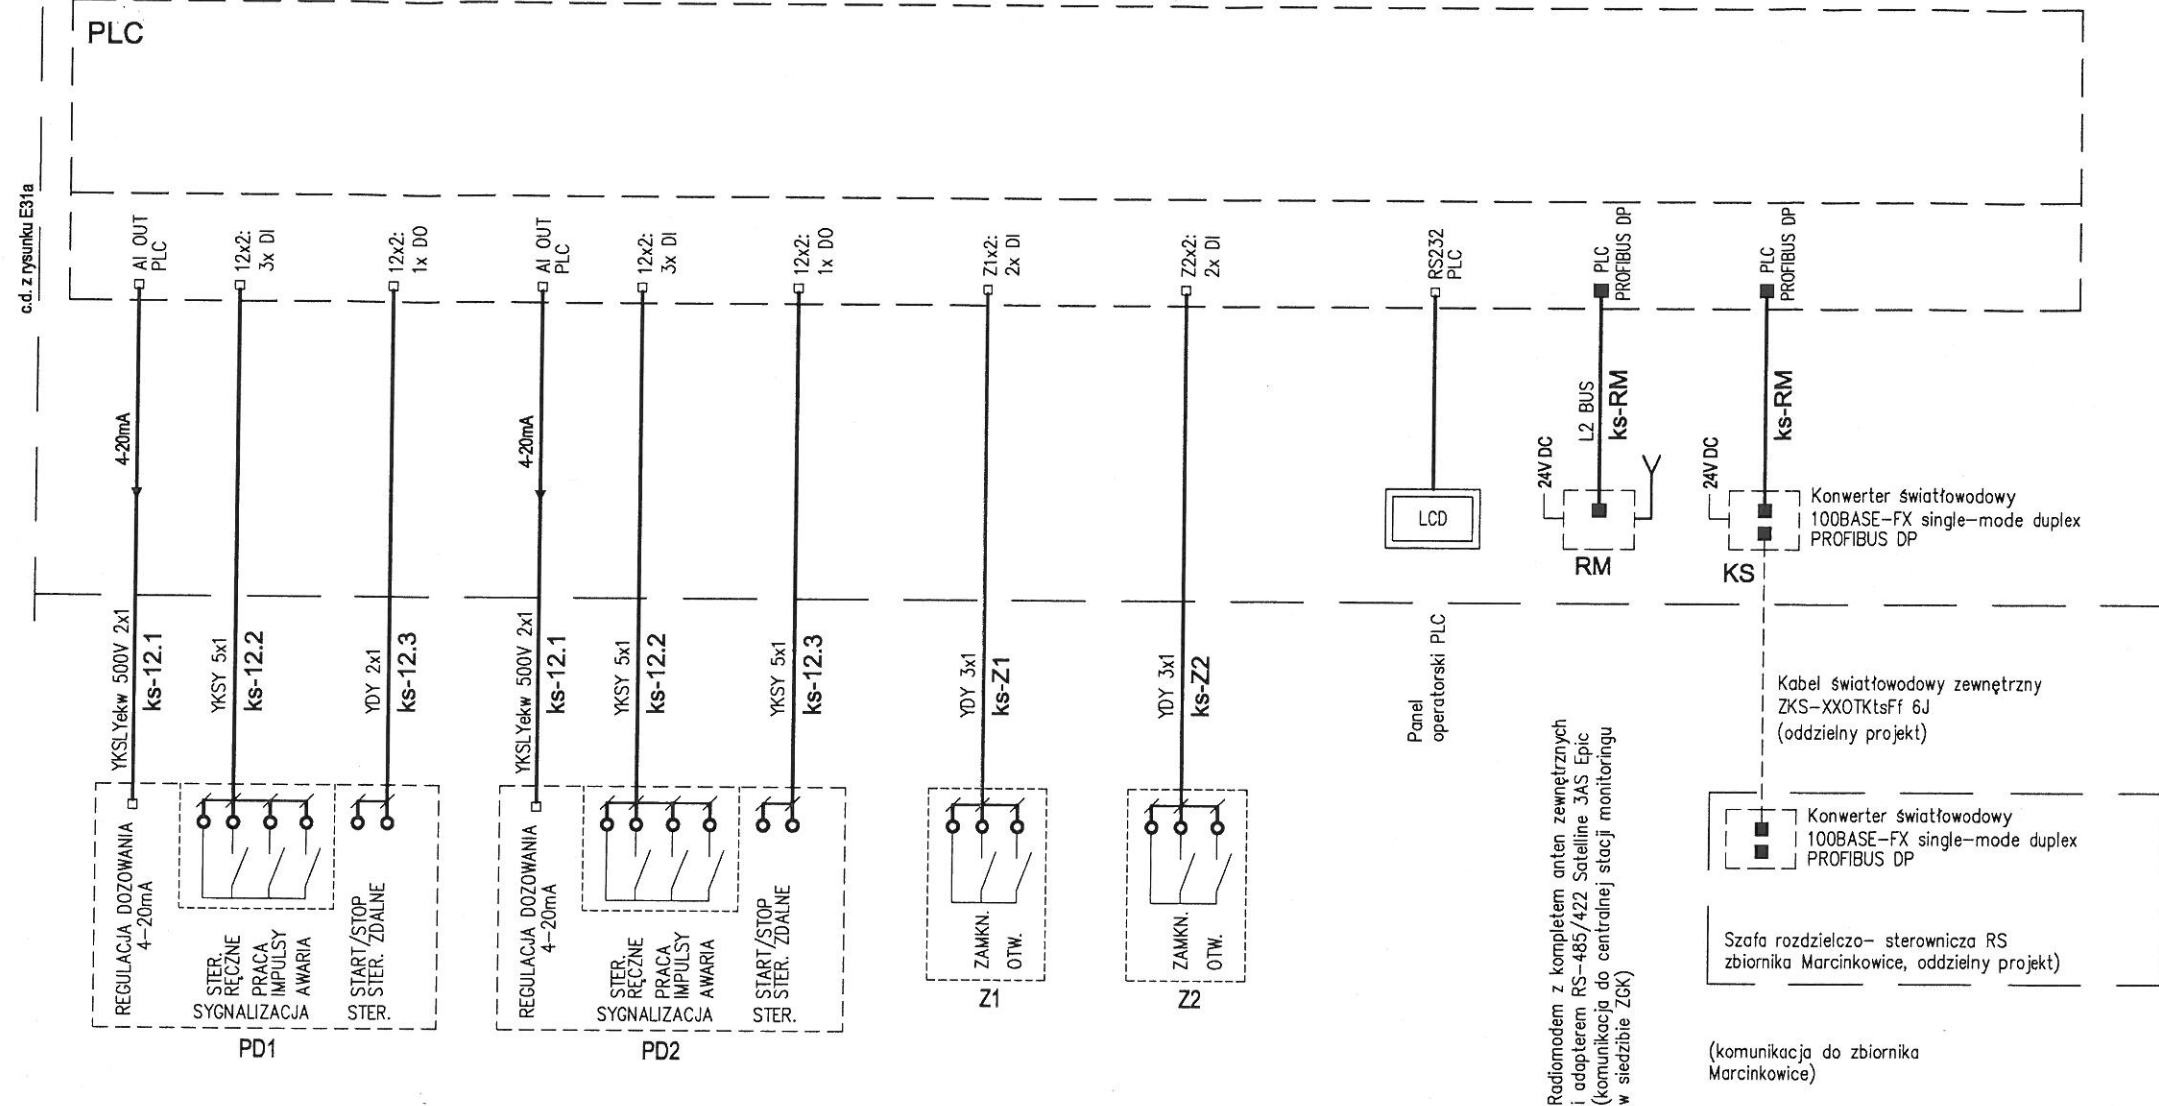 PLC
c.d. z rysunku E31a
AI OUT
PLC
12x2:
3x DI
12x2:
1x DO
AI OUT
PLC
12x2:
3x DI
12x2:
1x DO
Z1x2:
2x DI
Z2x2:
2x DI
RS232
PLC
PLC
PROFIBUS DP
PLC
PROFIBUS DP
4-20mA
4-20mA
L2 BUS
ks-RM
ks-RM
24V DC
24V DC
LCD
RM
KS
Konwerter światłowodowy
100BASE-FX single-mode duplex
PROFIBUS DP
YKSLYekw 500V 2x1
ks-12.1
YKSY 5x1
ks-12.2
YDY 2x1
ks-12.3
YKSLYekw 500V 2x1
ks-12.1
YKSY 5x1
ks-12.2
YKSY 5x1
ks-12.3
YDY 3x1
ks-Z1
YDY 3x1
ks-Z2
Panel
operatorski PLC
Kabel światłowodowy zewnętrzny
ZKS-XXOTKtsFf 6J
(oddzielny projekt)
REGULACJA DOZOWANIA
4-20mA
STER.
RĘCZNE
PRACA
IMPULSY
AWARIA
SYGNALIZACJA
START/STOP
STER. ZDALNE
STER.
PD1
REGULACJA DOZOWANIA
4-20mA
STER.
RĘCZNE
PRACA
IMPULSY
AWARIA
SYGNALIZACJA
START/STOP
STER. ZDALNE
STER.
PD2
ZAMKN.
OTW.
Z1
ZAMKN.
OTW.
Z2
Radiomodem z kompletem anten zewnętrznych
i adapterem RS-485/422 Satelline 3AS Epic
(komunikacja do centralnej stacji monitoringu
w siedzibie ZGK)
Konwerter światłowodowy
100BASE-FX single-mode duplex
PROFIBUS DP
Szafa rozdzielczo- sterownicza RS
zbiornika Marcinkowice, oddzielny projekt)
(komunikacja do zbiornika
Marcinkowice)